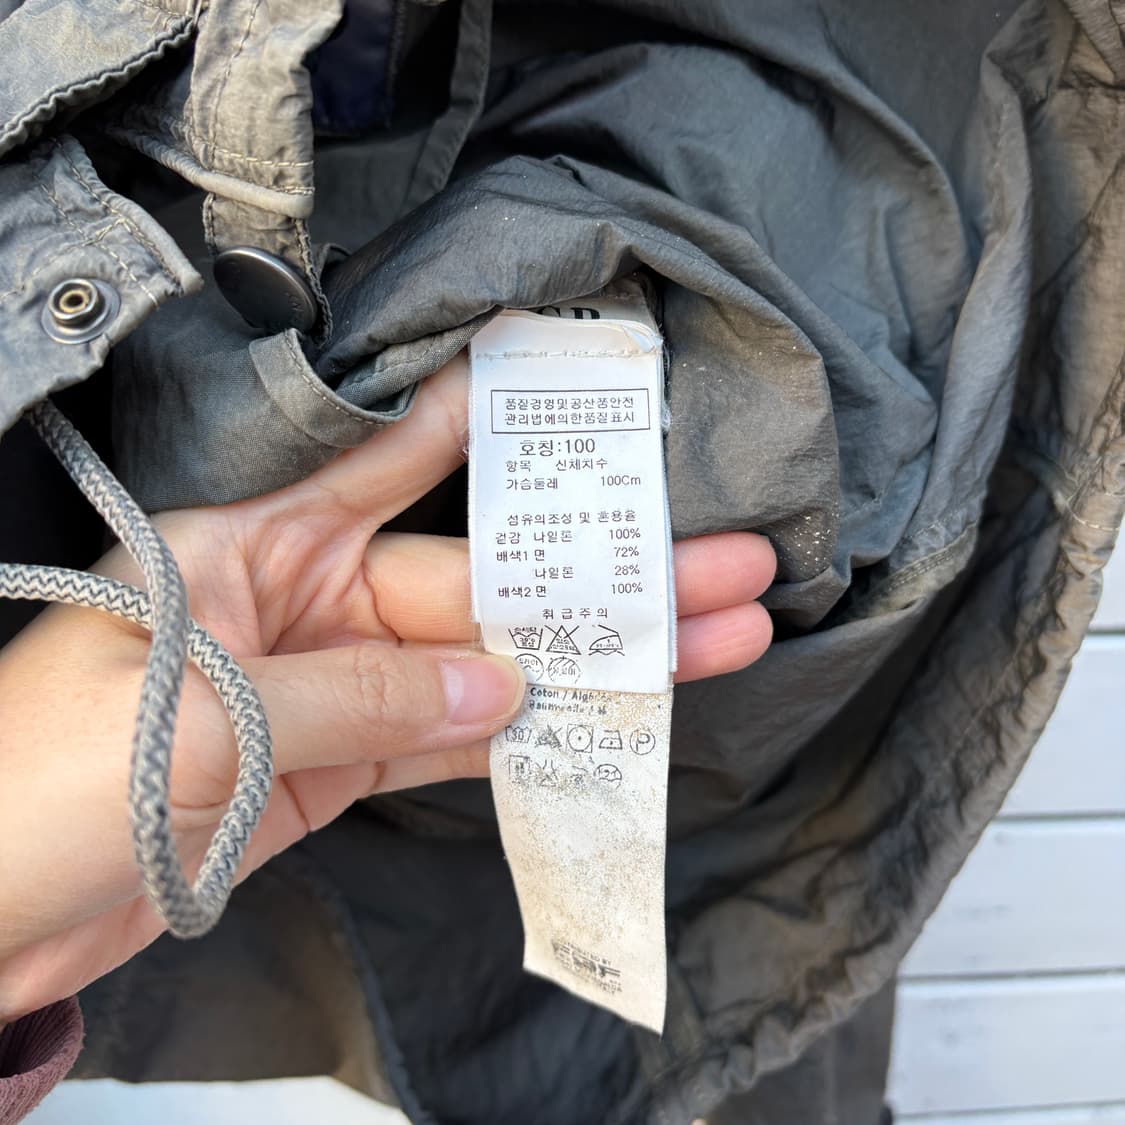 품질경영및공산품안전
관리법에의한품질표시
호칭:100
항목 신체치수
가슴둘레 100Cm
섬유의조성 및 혼용율
겉감 나일론 100%
배색1 면 72%
나일론 28%
배색2 면 100%
취급주의
Coton /
30
P